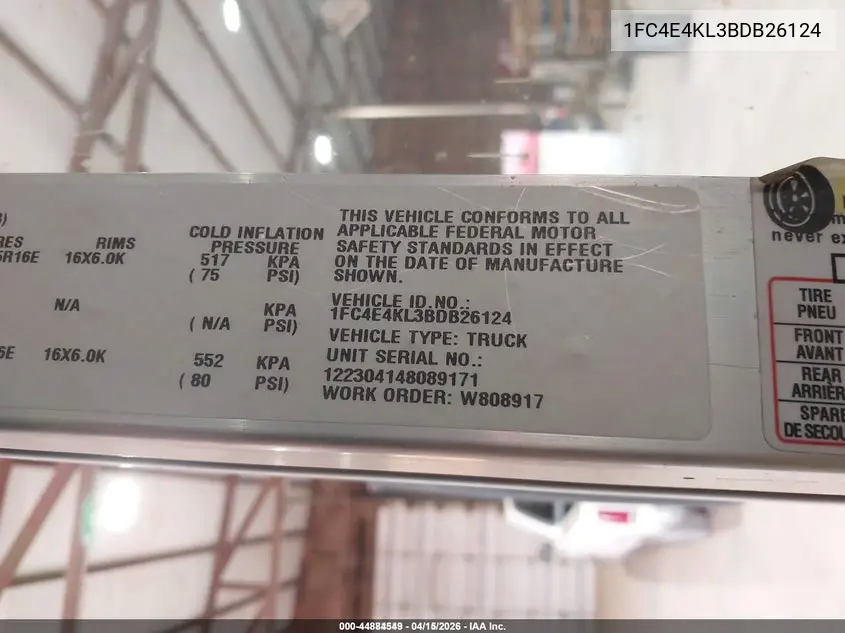 1FC4E4KL3BDB26124
RES RIMS
5R16E 16X6.0K
N/A
16X6.0K
COLD INFLATION
PRESSURE
517 KPA
( 75 PSI)
KPA
( N/A PSI)
552 KPA
( 80 PSI)
THIS VEHICLE CONFORMS TO ALL
APPLICABLE FEDERAL MOTOR
SAFETY STANDARDS IN EFFECT
ON THE DATE OF MANUFACTURE
SHOWN.
VEHICLE ID.NO.:
1FC4E4KL3BDB26124
VEHICLE TYPE: TRUCK
UNIT SERIAL NO.:
122304148089171
WORK ORDER: W808917
never ex
TIRE
PNEU
FRONT
AVANT
REAR
ARRIÈR
SPARE
DE SECOU
000-44884549 - 04/15/2026 - IAA Inc.